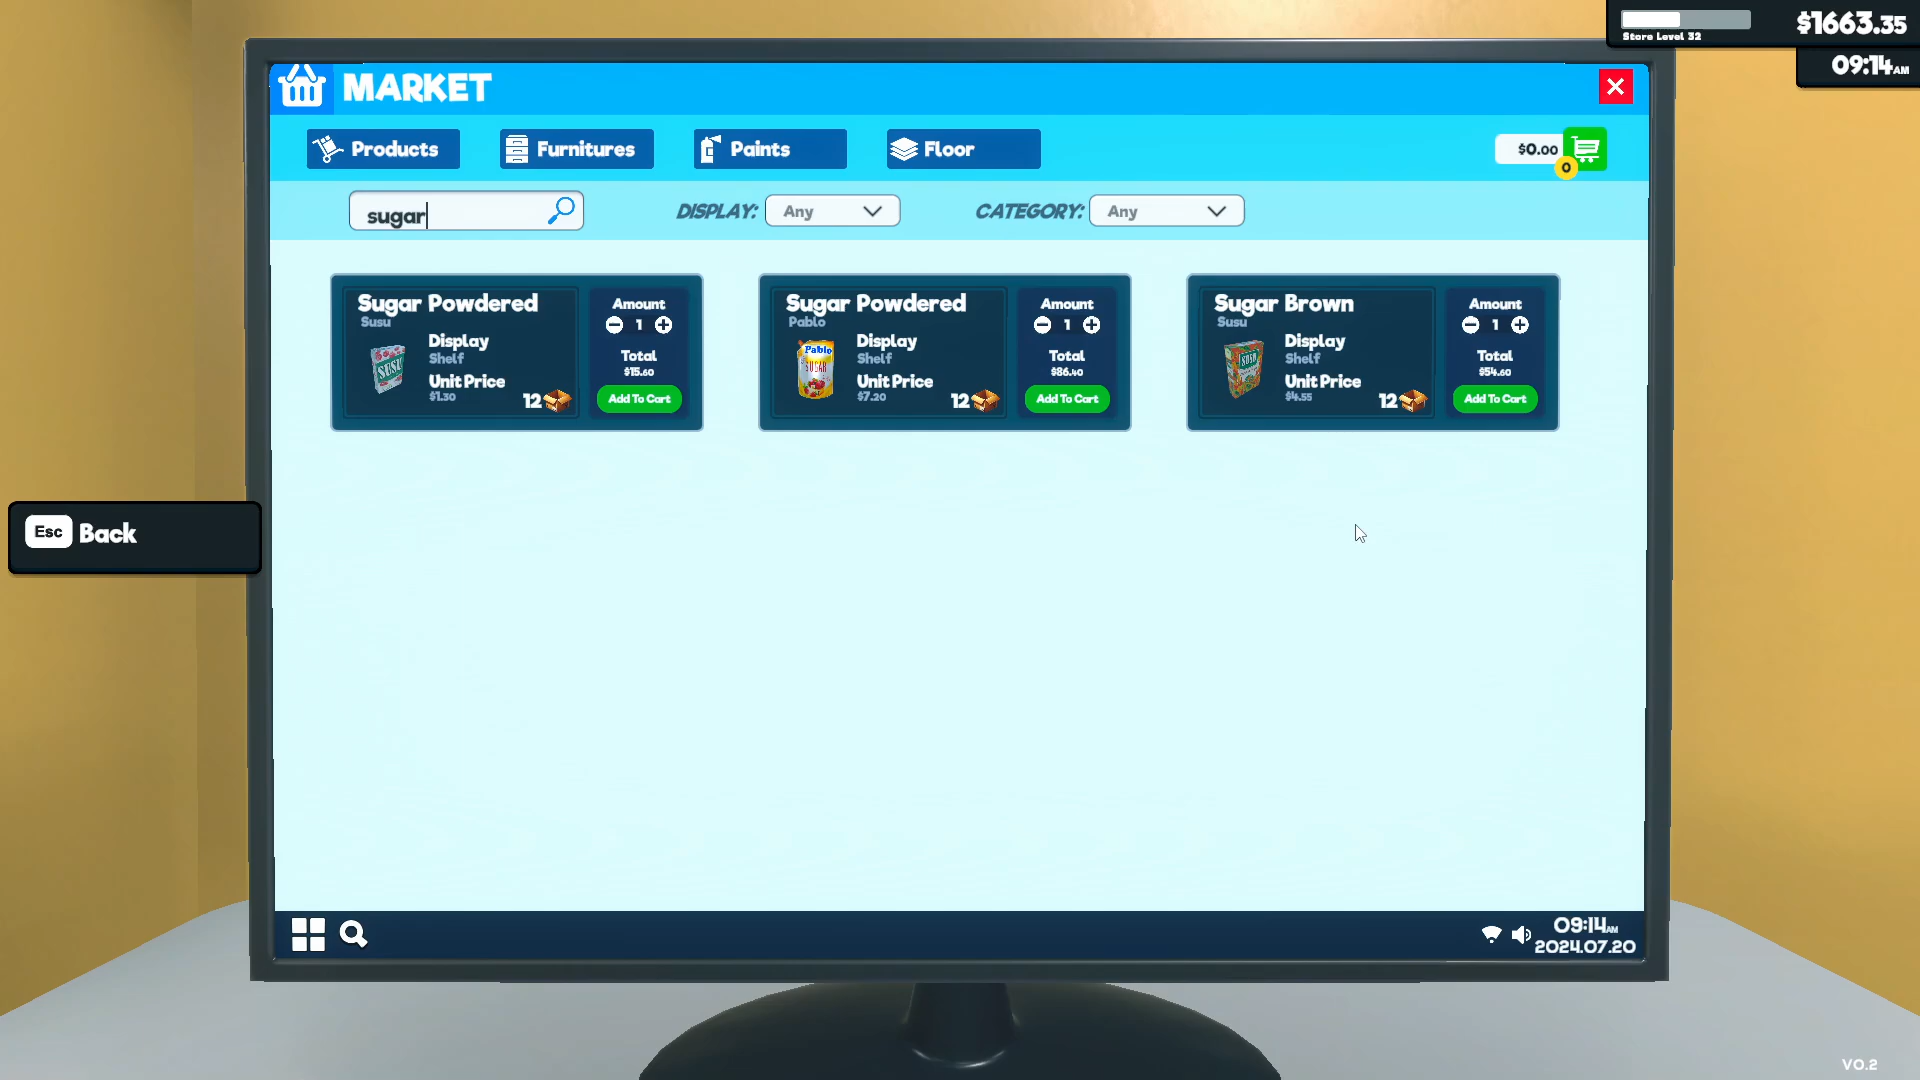 Store Level 32
$1663.35
09:14AM
MARKET
Products
Furnitures
Paints
Floor
$0.00
0
sugar
DISPLAY:
Any
CATEGORY:
Any
Sugar Powdered
Susu
SUSU
Display
Shelf
Unit Price
$1.30
12
Amount
1
Total
$15.60
Add To Cart
Sugar Powdered
Pablo
Pablo
SUGAR
Display
Shelf
Unit Price
$7.20
12
Amount
1
Total
$86.40
Add To Cart
Sugar Brown
Susu
SUSU
Display
Shelf
Unit Price
$4.55
12
Amount
1
Total
$54.60
Add To Cart
Esc Back
09:14AM
2024.07.20
V0.2